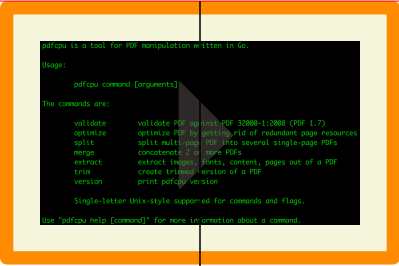 pdfcpu is a tool for PDF manipulation written in Go.
Usage:
pdfcpu command [arguments]
The commands are:
validate validate PDF against PDF 32000-1:2008 (PDF 1.7)
optimize optimize PDF by getting rid of redundant page resources
split split multi-page PDF into several single-page PDFs
merge concatenate 2 or more PDFs
extract extract images, fonts, content, pages out of a PDF
trim create trimmed version of a PDF
version print pdfcpu version
Single-letter Unix-style supported for commands and flags.
Use "pdfcpu help [command]" for more information about a command.